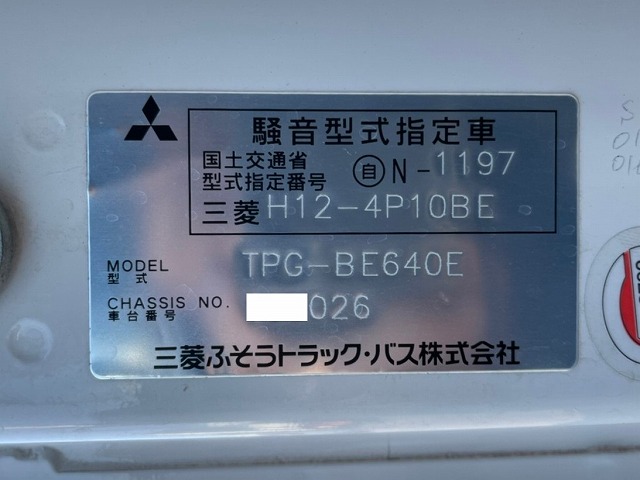 騒音型式指定車
国土交通省
型式指定番号 自 N-1197
三菱 H12-4P10BE
MODEL
型式
TPG-BE640E
CHASSIS NO.
車台番号
026
三菱ふそうトラック・バス株式会社